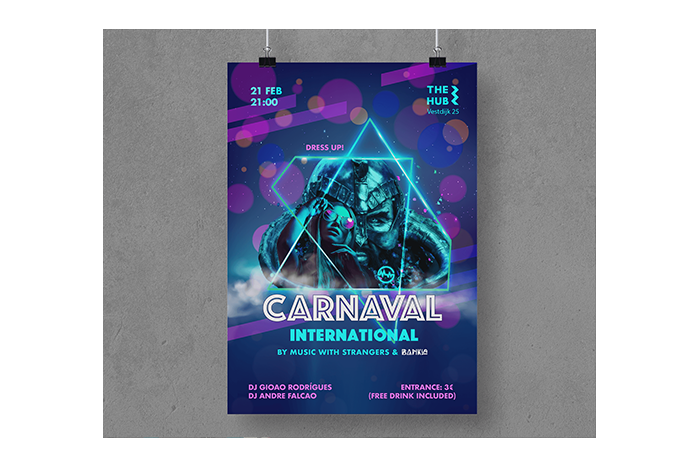 21 FEB
21:00
THE
HUB
Vestdijk 25
DRESS UP!
CARNAVAL
INTERNATIONAL
BY MUSIC WITH STRANGERS & BANKIO
DJ GIOAO RODRÍGUES
DJ ANDRE FALCAO
ENTRANCE: 3€
(FREE DRINK INCLUDED)